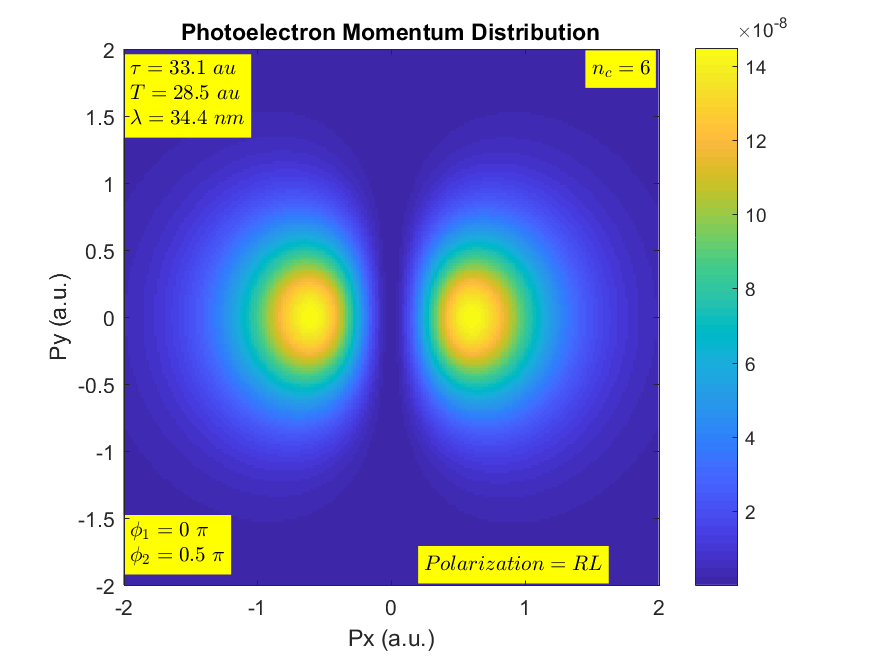 Photoelectron Momentum Distribution
×10⁻⁸
τ = 33.1 au
T = 28.5 au
λ = 34.4 nm
n_c = 6
2
1.5
1
0.5
0
-0.5
-1
-1.5
-2
Py (a.u.)
14
12
10
8
6
4
2
ϕ₁ = 0 π
ϕ₂ = 0.5 π
Polarization = RL
-2
-1
0
1
2
Px (a.u.)